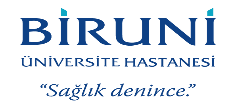 BİRUNİ
ÜNİVERSİTE HASTANESİ
“Sağlık denince.”